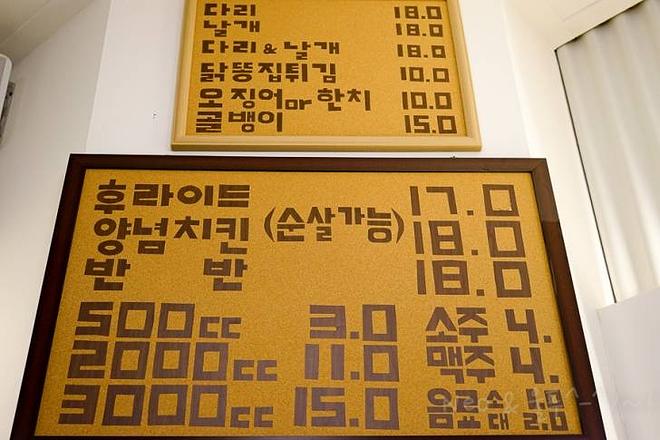 다리 18.0
날개 18.0
다리 & 날개 18.0
닭똥집튀김 10.0
오징어마한치 10.0
골뱅이 15.0
후라이드 17.0
양념치킨 (순살가능) 18.0
반 반 18.0
500cc 3.0 소주 4.
2000cc 11.0 맥주 4.
3000cc 15.0 음료소대